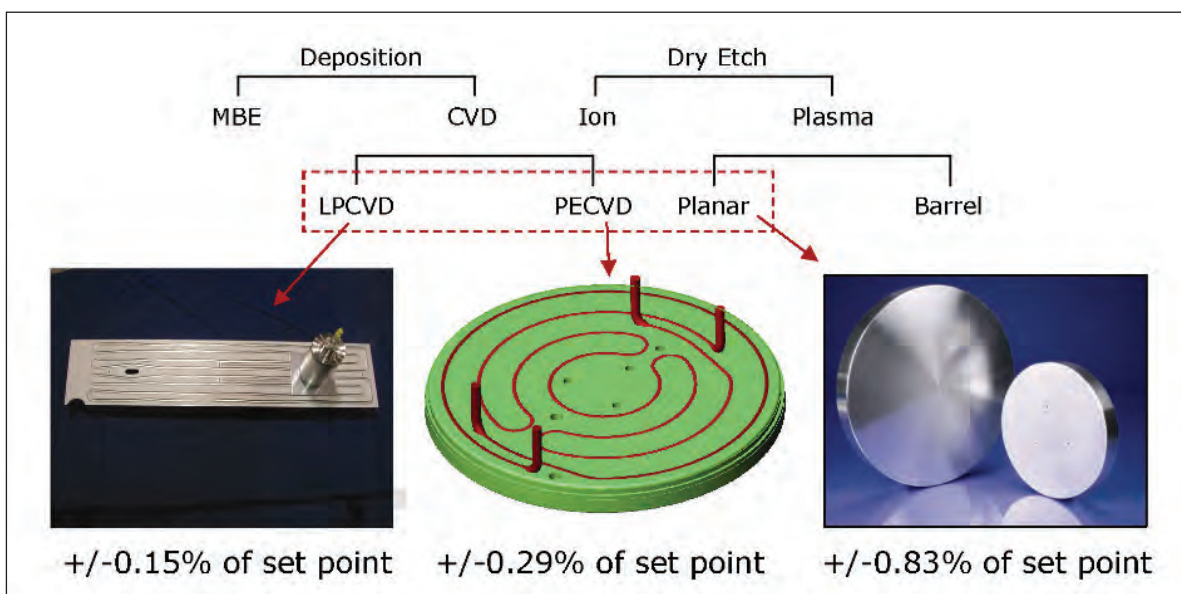 Deposition
Dry Etch
MBE
CVD
Ion
Plasma
LPCVD
PECVD
Planar
Barrel
+/-0.15% of set point
+/-0.29% of set point
+/-0.83% of set point